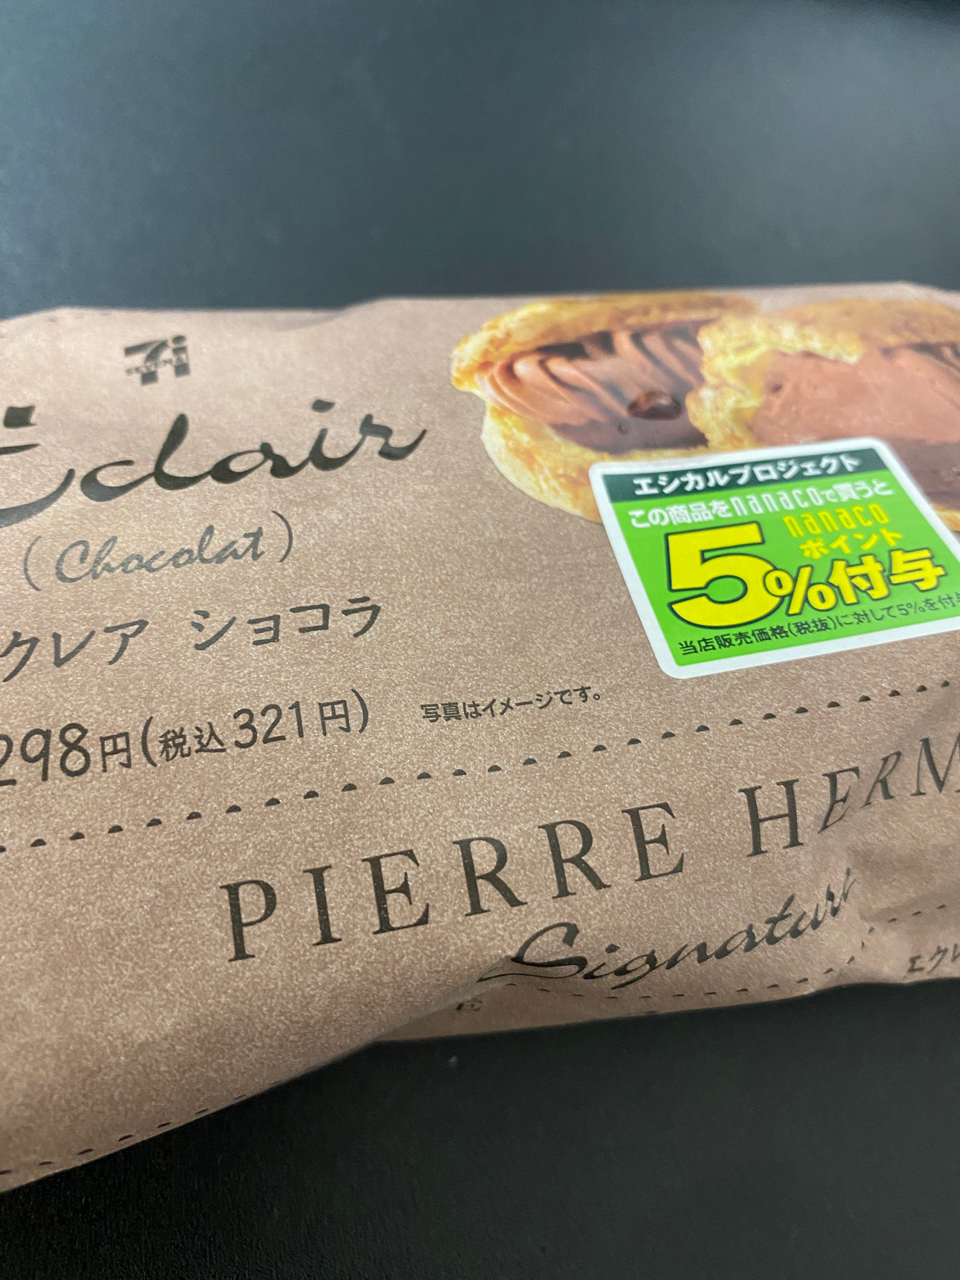 Éclair
(Chocolat)
クレア ショコラ
298円(税込321円)
写真はイメージです。
エシカルプロジェクト
この商品をnanacoで買うと
nanaco
ポイント
5%付与
当店販売価格(税抜)に対して5%を付与
PIERRE HERM
Signature
エクレ